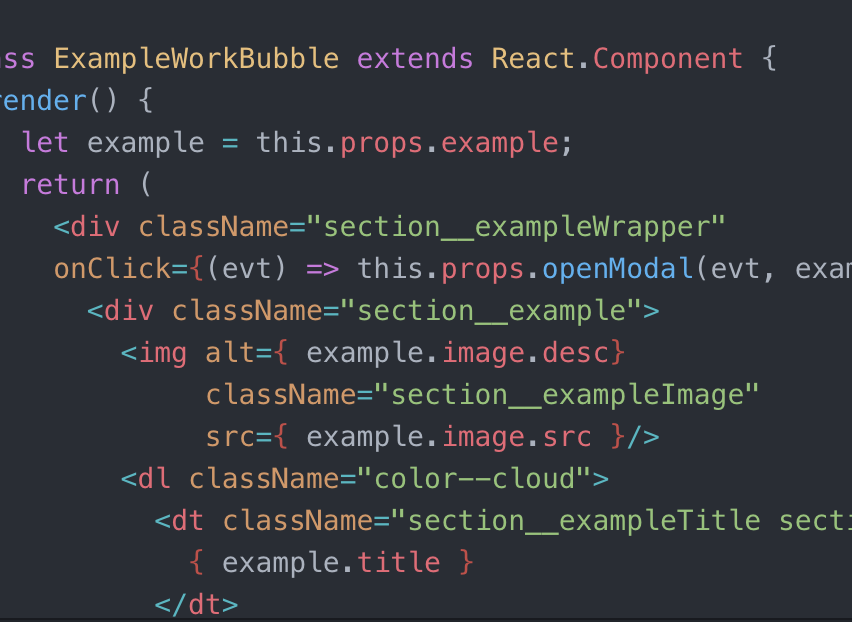 ss ExampleWorkBubble extends React.Component {
render() {
let example = this.props.example;
return (
<div className="section__exampleWrapper"
onClick={(evt) => this.props.openModal(evt, exam
<div className="section__example">
<img alt={ example.image.desc}
className="section__exampleImage"
src={ example.image.src }/>
<dl className="color--cloud">
<dt className="section__exampleTitle secti
{ example.title }
</dt>